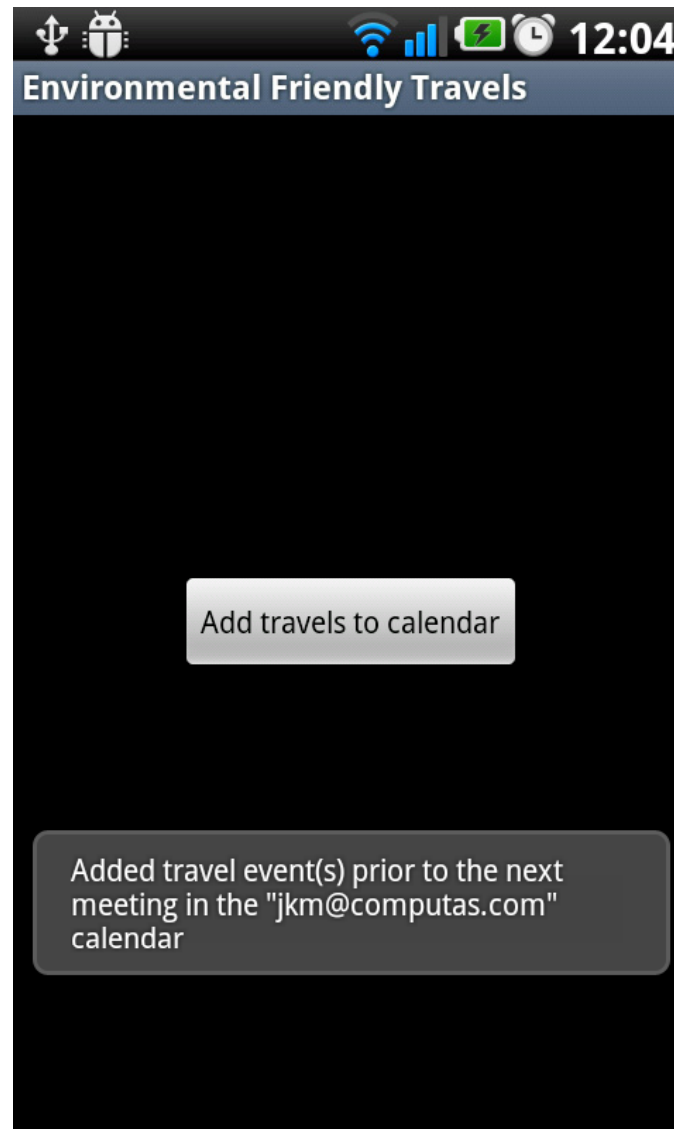 12:04
Environmental Friendly Travels
Add travels to calendar
Added travel event(s) prior to the next
meeting in the "jkm@computas.com"
calendar